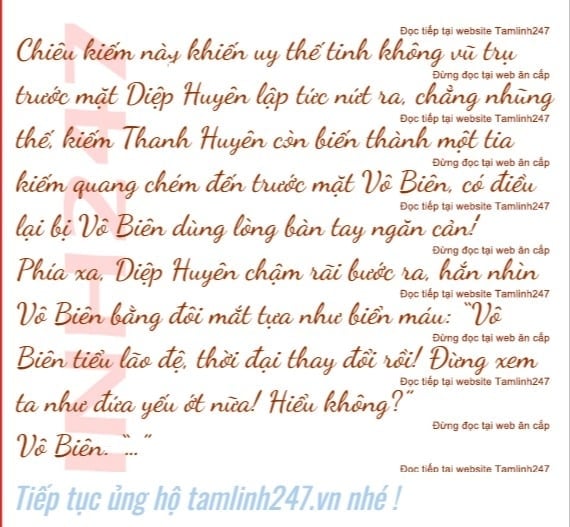 Đọc tiếp tại website Tamlinh247
Chiêu kiếm này khiến uy thế tinh không vũ trụ
Đừng đọc tại web ăn cắp
trước mặt Diệp Huyên lập tức nứt ra, chẳng những
Đọc tiếp tại website Tamlinh247
thế, kiếm Thanh Huyên còn biến thành một tia
Đừng đọc tại web ăn cắp
kiếm quang chém đến trước mặt Vô Biên, có điều
Đọc tiếp tại website Tamlinh247
lại bị Vô Biên dùng lòng bàn tay ngăn cản!
Đừng đọc tại web ăn cắp
Phía xa, Diệp Huyên chậm rãi bước ra, hắn nhìn
Đọc tiếp tại website Tamlinh247
Vô Biên bằng đôi mắt tựa như biển máu: “Vô
Đừng đọc tại web ăn cắp
Biên tiểu lão đệ, thời đại thay đổi rồi! Đừng xem
Đọc tiếp tại website Tamlinh247
ta như đứa yếu ớt nữa! Hiểu không?”
Đừng đọc tại web ăn cắp
Vô Biên: “…”
Đọc tiếp tại website Tamlinh247
INH247
Tiếp tục ủng hộ tamlinh247.vn nhé !